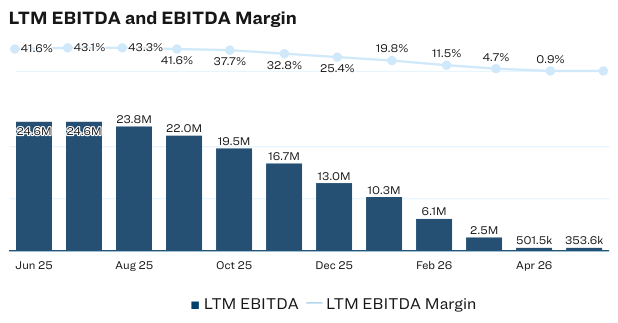 LTM EBITDA and EBITDA Margin
41.6% 43.1% 43.3% 41.6% 37.7% 32.8% 25.4% 19.8% 11.5% 4.7% 0.9%
24.6M 24.6M 23.8M 22.0M 19.5M 16.7M 13.0M 10.3M 6.1M 2.5M 501.5k 353.6k
Jun 25 Aug 25 Oct 25 Dec 25 Feb 26 Apr 26
LTM EBITDA LTM EBITDA Margin